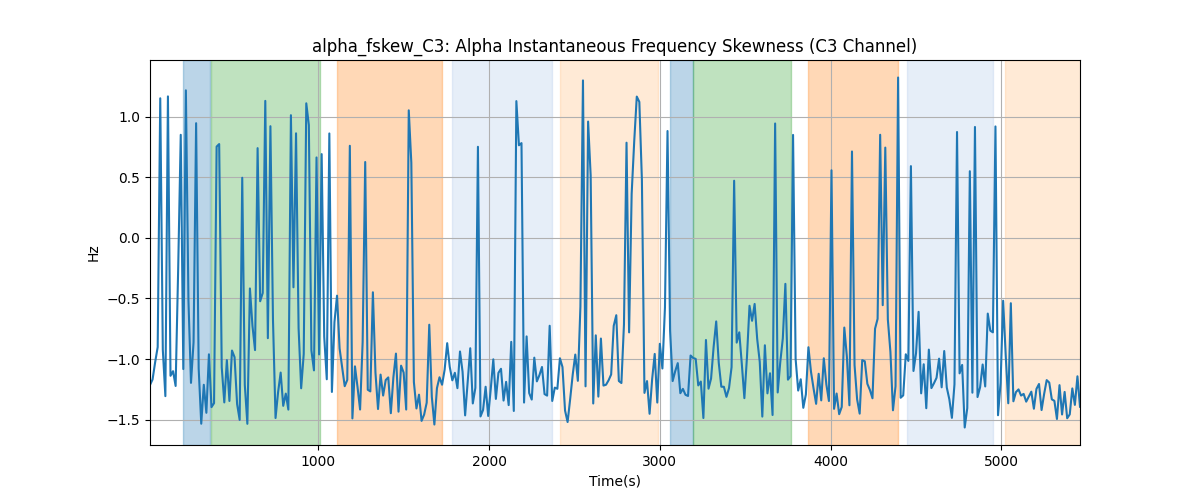 alpha_fskew_C3: Alpha Instantaneous Frequency Skewness (C3 Channel)
1.0
0.5
0.0
−0.5
−1.0
−1.5
Hz
1000 2000 3000 4000 5000
Time(s)